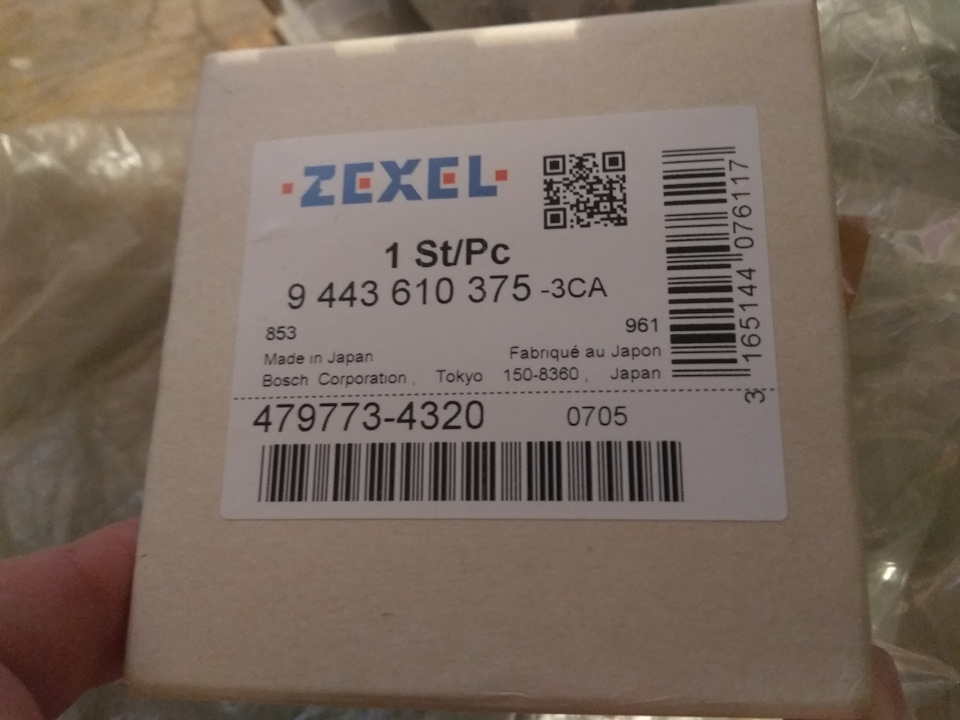 ZEXEL
1 St/Pc
9 443 610 375 -3CA
853 961
Made in Japan Fabriqué au Japon
Bosch Corporation, Tokyo 150-8360, Japan
479773-4320 0705
3 165144 076117